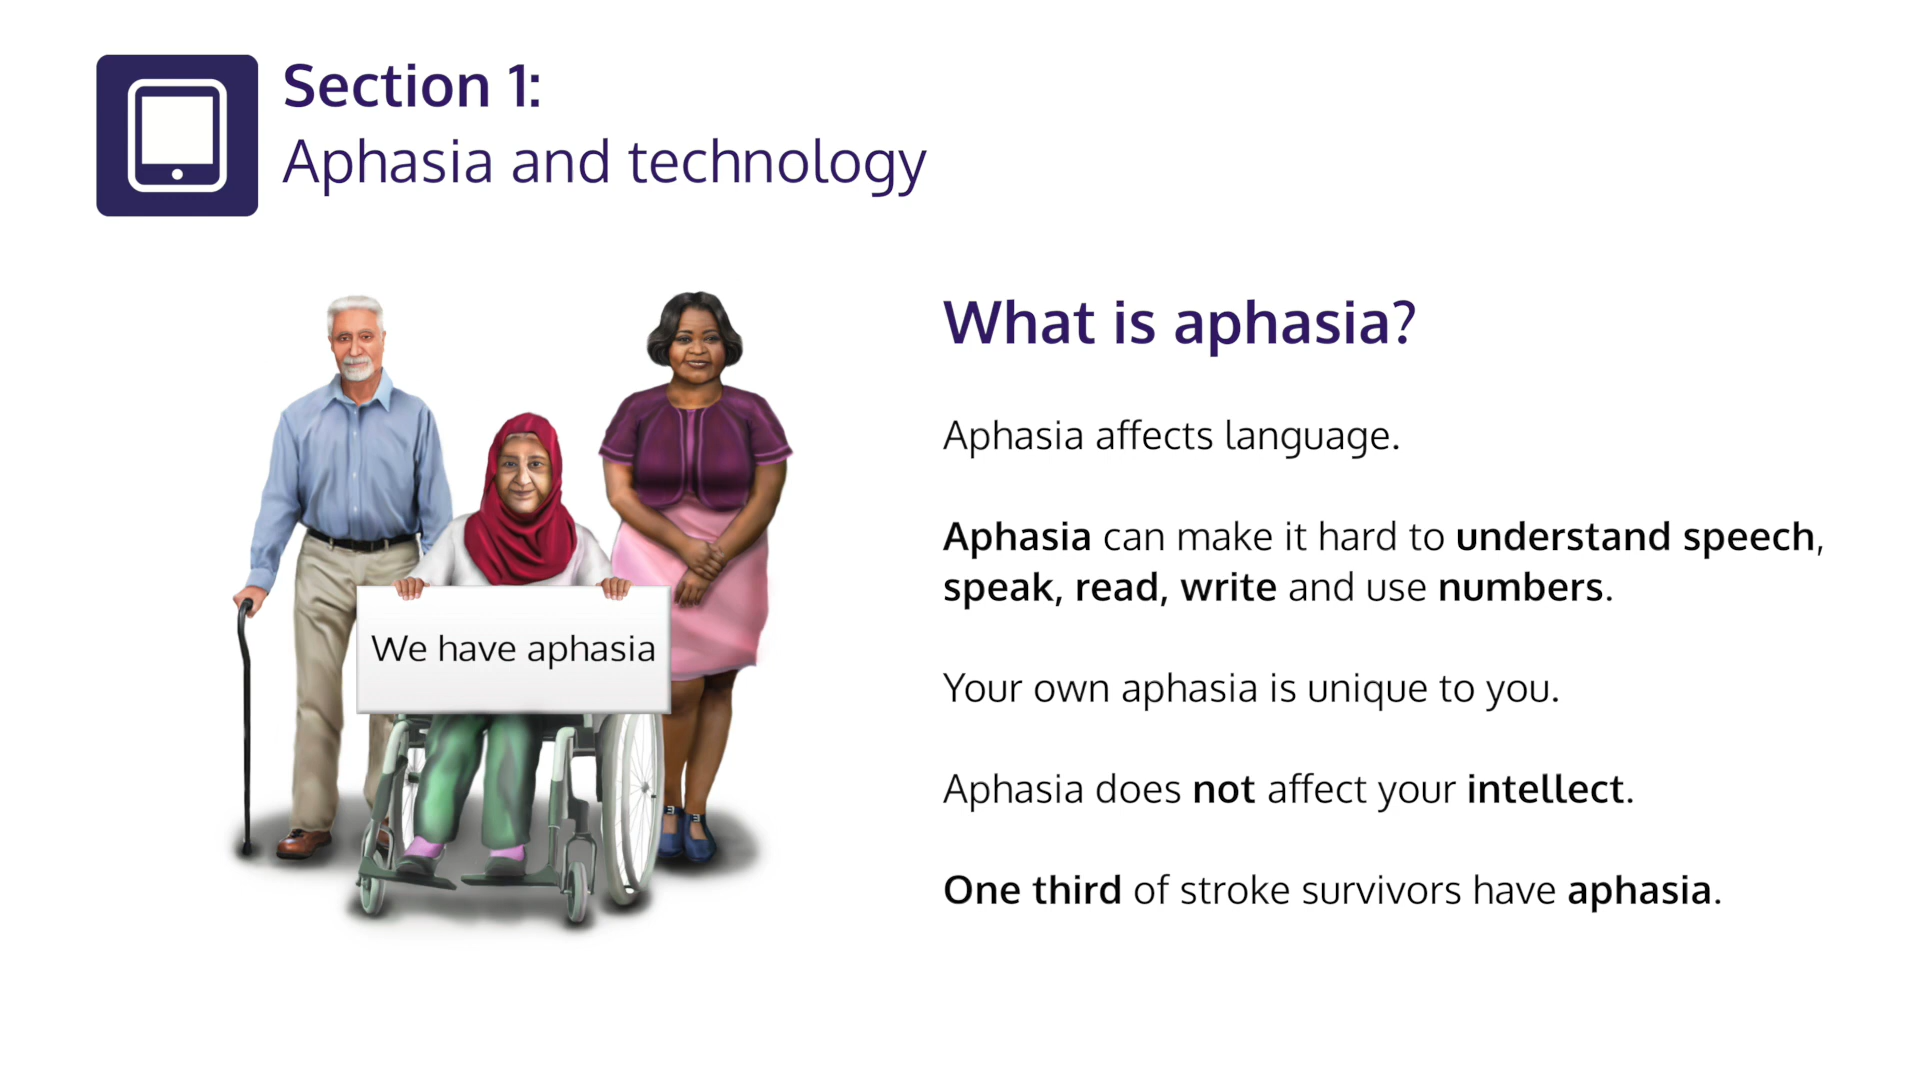 Section 1:
Aphasia and technology
We have aphasia
What is aphasia?
Aphasia affects language.
Aphasia can make it hard to understand speech,
speak, read, write and use numbers.
Your own aphasia is unique to you.
Aphasia does not affect your intellect.
One third of stroke survivors have aphasia.